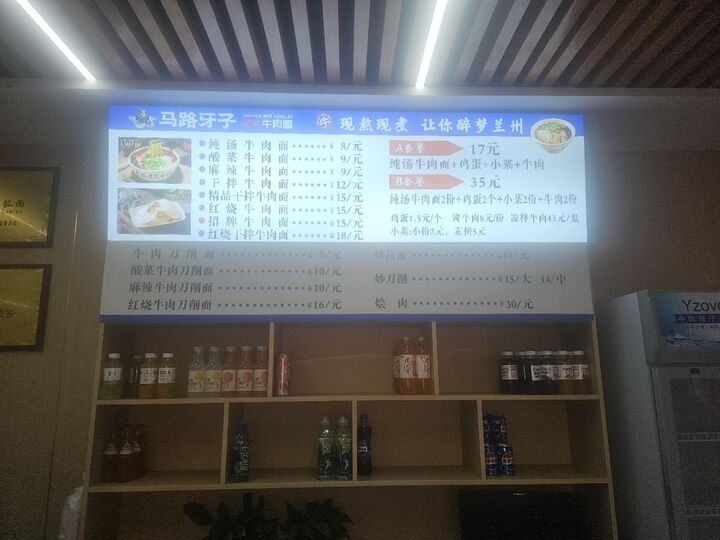 马路牙子
牛肉面
现熬现煮 让你醉梦兰州
纯汤牛肉面 ¥ 8/元
酸菜牛肉面 ¥ 9/元
麻辣牛肉面 ¥ 9/元
干拌牛肉面 ¥12/元
精品干拌牛肉面 ¥15/元
红烧牛肉面 ¥15/元
招牌牛肉面 ¥15/元
红烧干拌牛肉面 ¥18/元
A套餐 17元
纯汤牛肉面+鸡蛋+小菜+牛肉
B套餐 35元
纯汤牛肉面2份+鸡蛋2个+小菜2份+牛肉2份
鸡蛋1.5元/个 牛肉8元/份 凉拌牛肉45元/盘
小菜:小份2元,素拼5元
牛肉刀削面 ¥ 9/元
酸菜牛肉刀削面 ¥10/元
麻辣牛肉刀削面 ¥10/元
红烧牛肉刀削面 ¥16/元
炒拉面 ¥15/元
炒刀削 ¥15/大 14/中
烩肉 ¥30/元
Yzovo
拉面